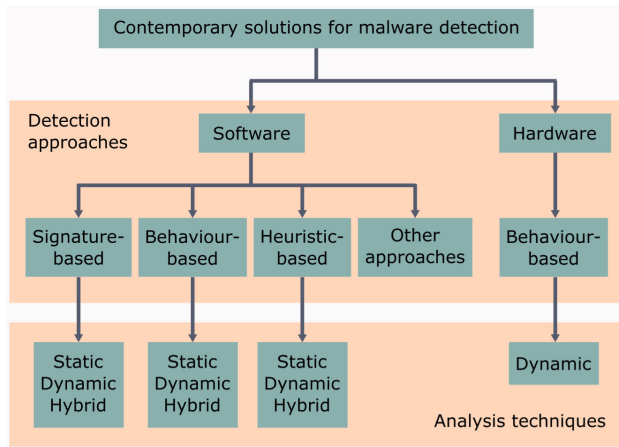 Contemporary solutions for malware detection
Detection
approaches
Software
Hardware
Signature-
based
Behaviour-
based
Heuristic-
based
Other
approaches
Behaviour-
based
Static
Dynamic
Hybrid
Static
Dynamic
Hybrid
Static
Dynamic
Hybrid
Dynamic
Analysis techniques